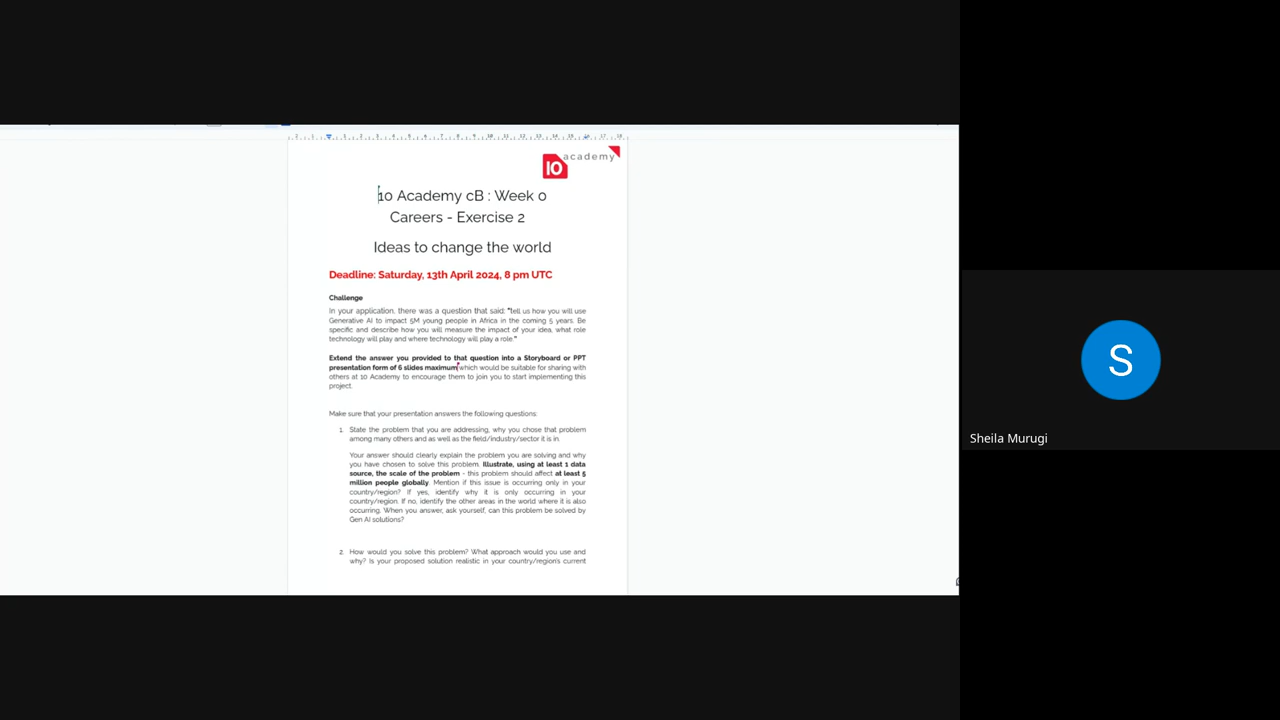 10 academy
10 Academy cB : Week 0
Careers - Exercise 2
Ideas to change the world
Deadline: Saturday, 13th April 2024, 8 pm UTC
Challenge
In your application, there was a question that said: "tell us how you will use
Generative AI to impact 5M young people in Africa in the coming 5 years. Be
specific and describe how you will measure the impact of your idea, what role
technology will play and where technology will play a role."
Extend the answer you provided to that question into a Storyboard or PPT
presentation form of 6 slides maximum which would be suitable for sharing with
others at 10 Academy to encourage them to join you to start implementing this
project.
Make sure that your presentation answers the following questions:
1. State the problem that you are addressing, why you chose that problem
among many others and as well as the field/industry/sector it is in.
Your answer should clearly explain the problem you are solving and why
you have chosen to solve this problem. Illustrate, using at least 1 data
source, the scale of the problem - this problem should affect at least 5
million people globally. Mention if this issue is occurring only in your
country/region? If yes, identify why it is only occurring in your
country/region. If no, identify the other areas in the world where it is also
occurring. When you answer, ask yourself, can this problem be solved by
Gen AI solutions?
2. How would you solve this problem? What approach would you use and
why? Is your proposed solution realistic in your country/region's current
S
Sheila Murugi